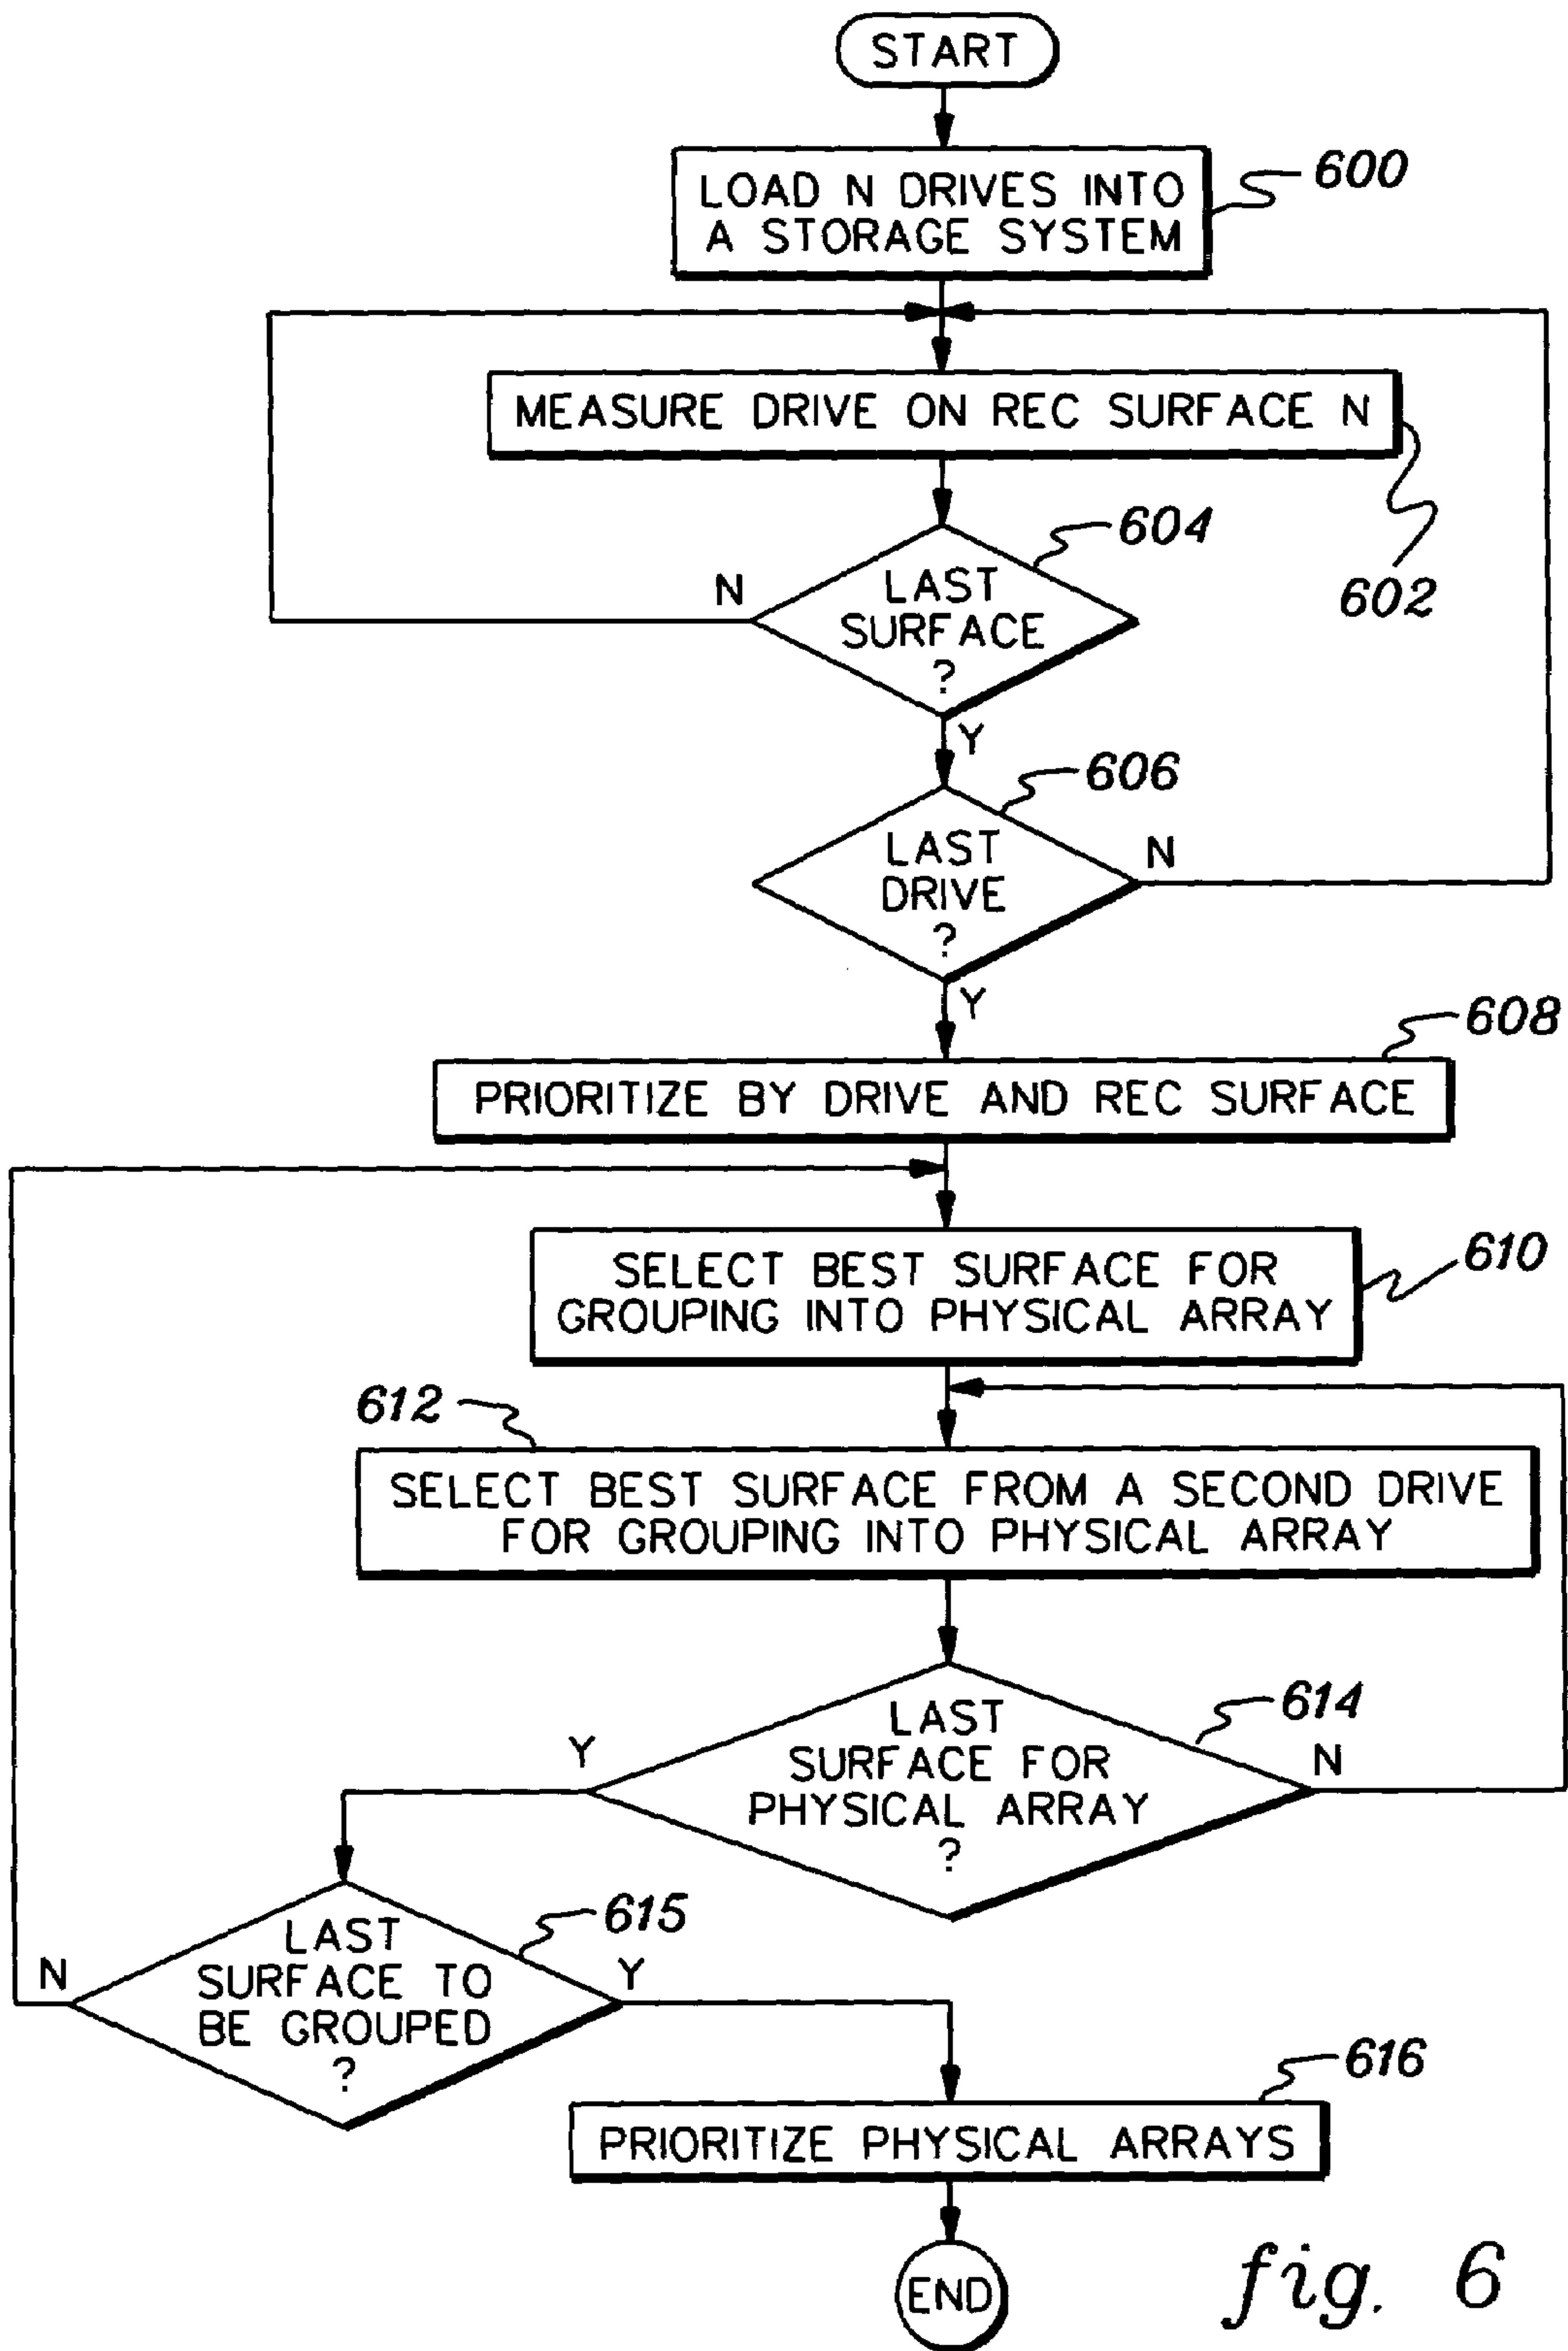 START
LOAD N DRIVES INTO
A STORAGE SYSTEM
600
MEASURE DRIVE ON REC SURFACE N
602
604
LAST
SURFACE
?
N
Y
606
LAST
DRIVE
?
N
Y
608
PRIORITIZE BY DRIVE AND REC SURFACE
SELECT BEST SURFACE FOR
GROUPING INTO PHYSICAL ARRAY
610
612
SELECT BEST SURFACE FROM A SECOND DRIVE
FOR GROUPING INTO PHYSICAL ARRAY
614
LAST
SURFACE FOR
PHYSICAL ARRAY
?
Y
N
615
LAST
SURFACE TO
BE GROUPED
?
N
Y
616
PRIORITIZE PHYSICAL ARRAYS
END
fig. 6